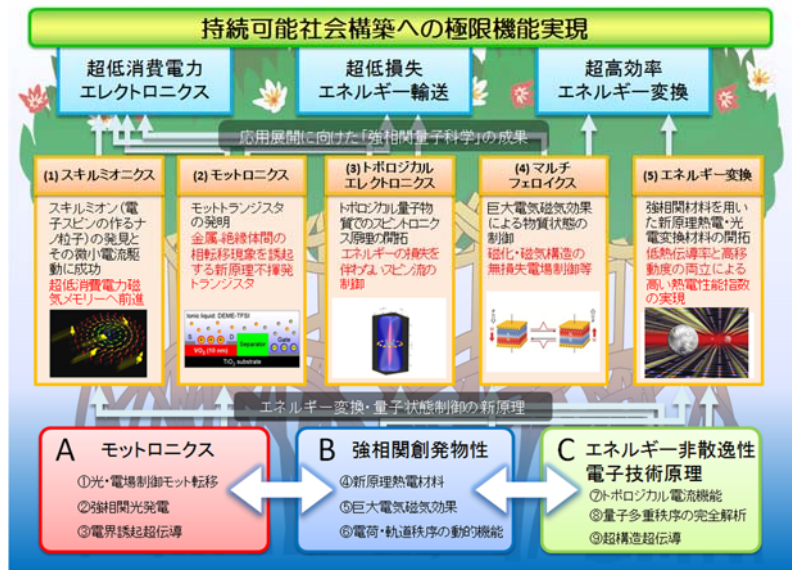 持続可能社会構築への極限機能実現
超低消費電力
エレクトロニクス
超低損失
エネルギー輸送
超高効率
エネルギー変換
応用展開に向けた「強相関量子科学」の成果
(1) スキルミオニクス
スキルミオン(電
子スピンの作るナ
ノ粒子)の発見と
その微小電流駆
動に成功
超低消費電力磁
気メモリーへ前進
(2) モットロニクス
モットトランジスタ
の発明
金属-絶縁体間の
相転移現象を誘起
する新原理不揮発
トランジスタ
Ionic liquid: DEME-TFSI
S
D
Separator
Gate
VO₂ (10 nm)
TiO₂ substrate
(3) トポロジカル
エレクトロニクス
トポロジカル量子物
質でのスピントロニク
ス原理の開拓
エネルギーの損失を
伴わないスピン流の
制御
(4) マルチ
フェロイクス
巨大電気磁気効果
による物質状態の
制御
磁化・磁気構造の
無損失電場制御等
(5) エネルギー変換
強相関材料を用い
た新原理熱電・光
電変換材料の開拓
低熱伝導率と高移
動度の両立による
高い熱電性能指数
の実現
エネルギー変換・量子状態制御の新原理
A モットロニクス
①光・電場制御モット転移
②強相関光発電
③電界誘起超伝導
B 強相関創発物性
④新原理熱電材料
⑤巨大電気磁気効果
⑥電荷・軌道秩序の動的機能
C エネルギー非散逸性
電子技術原理
⑦トポロジカル電流機能
⑧量子多重秩序の完全解析
⑨超構造超伝導